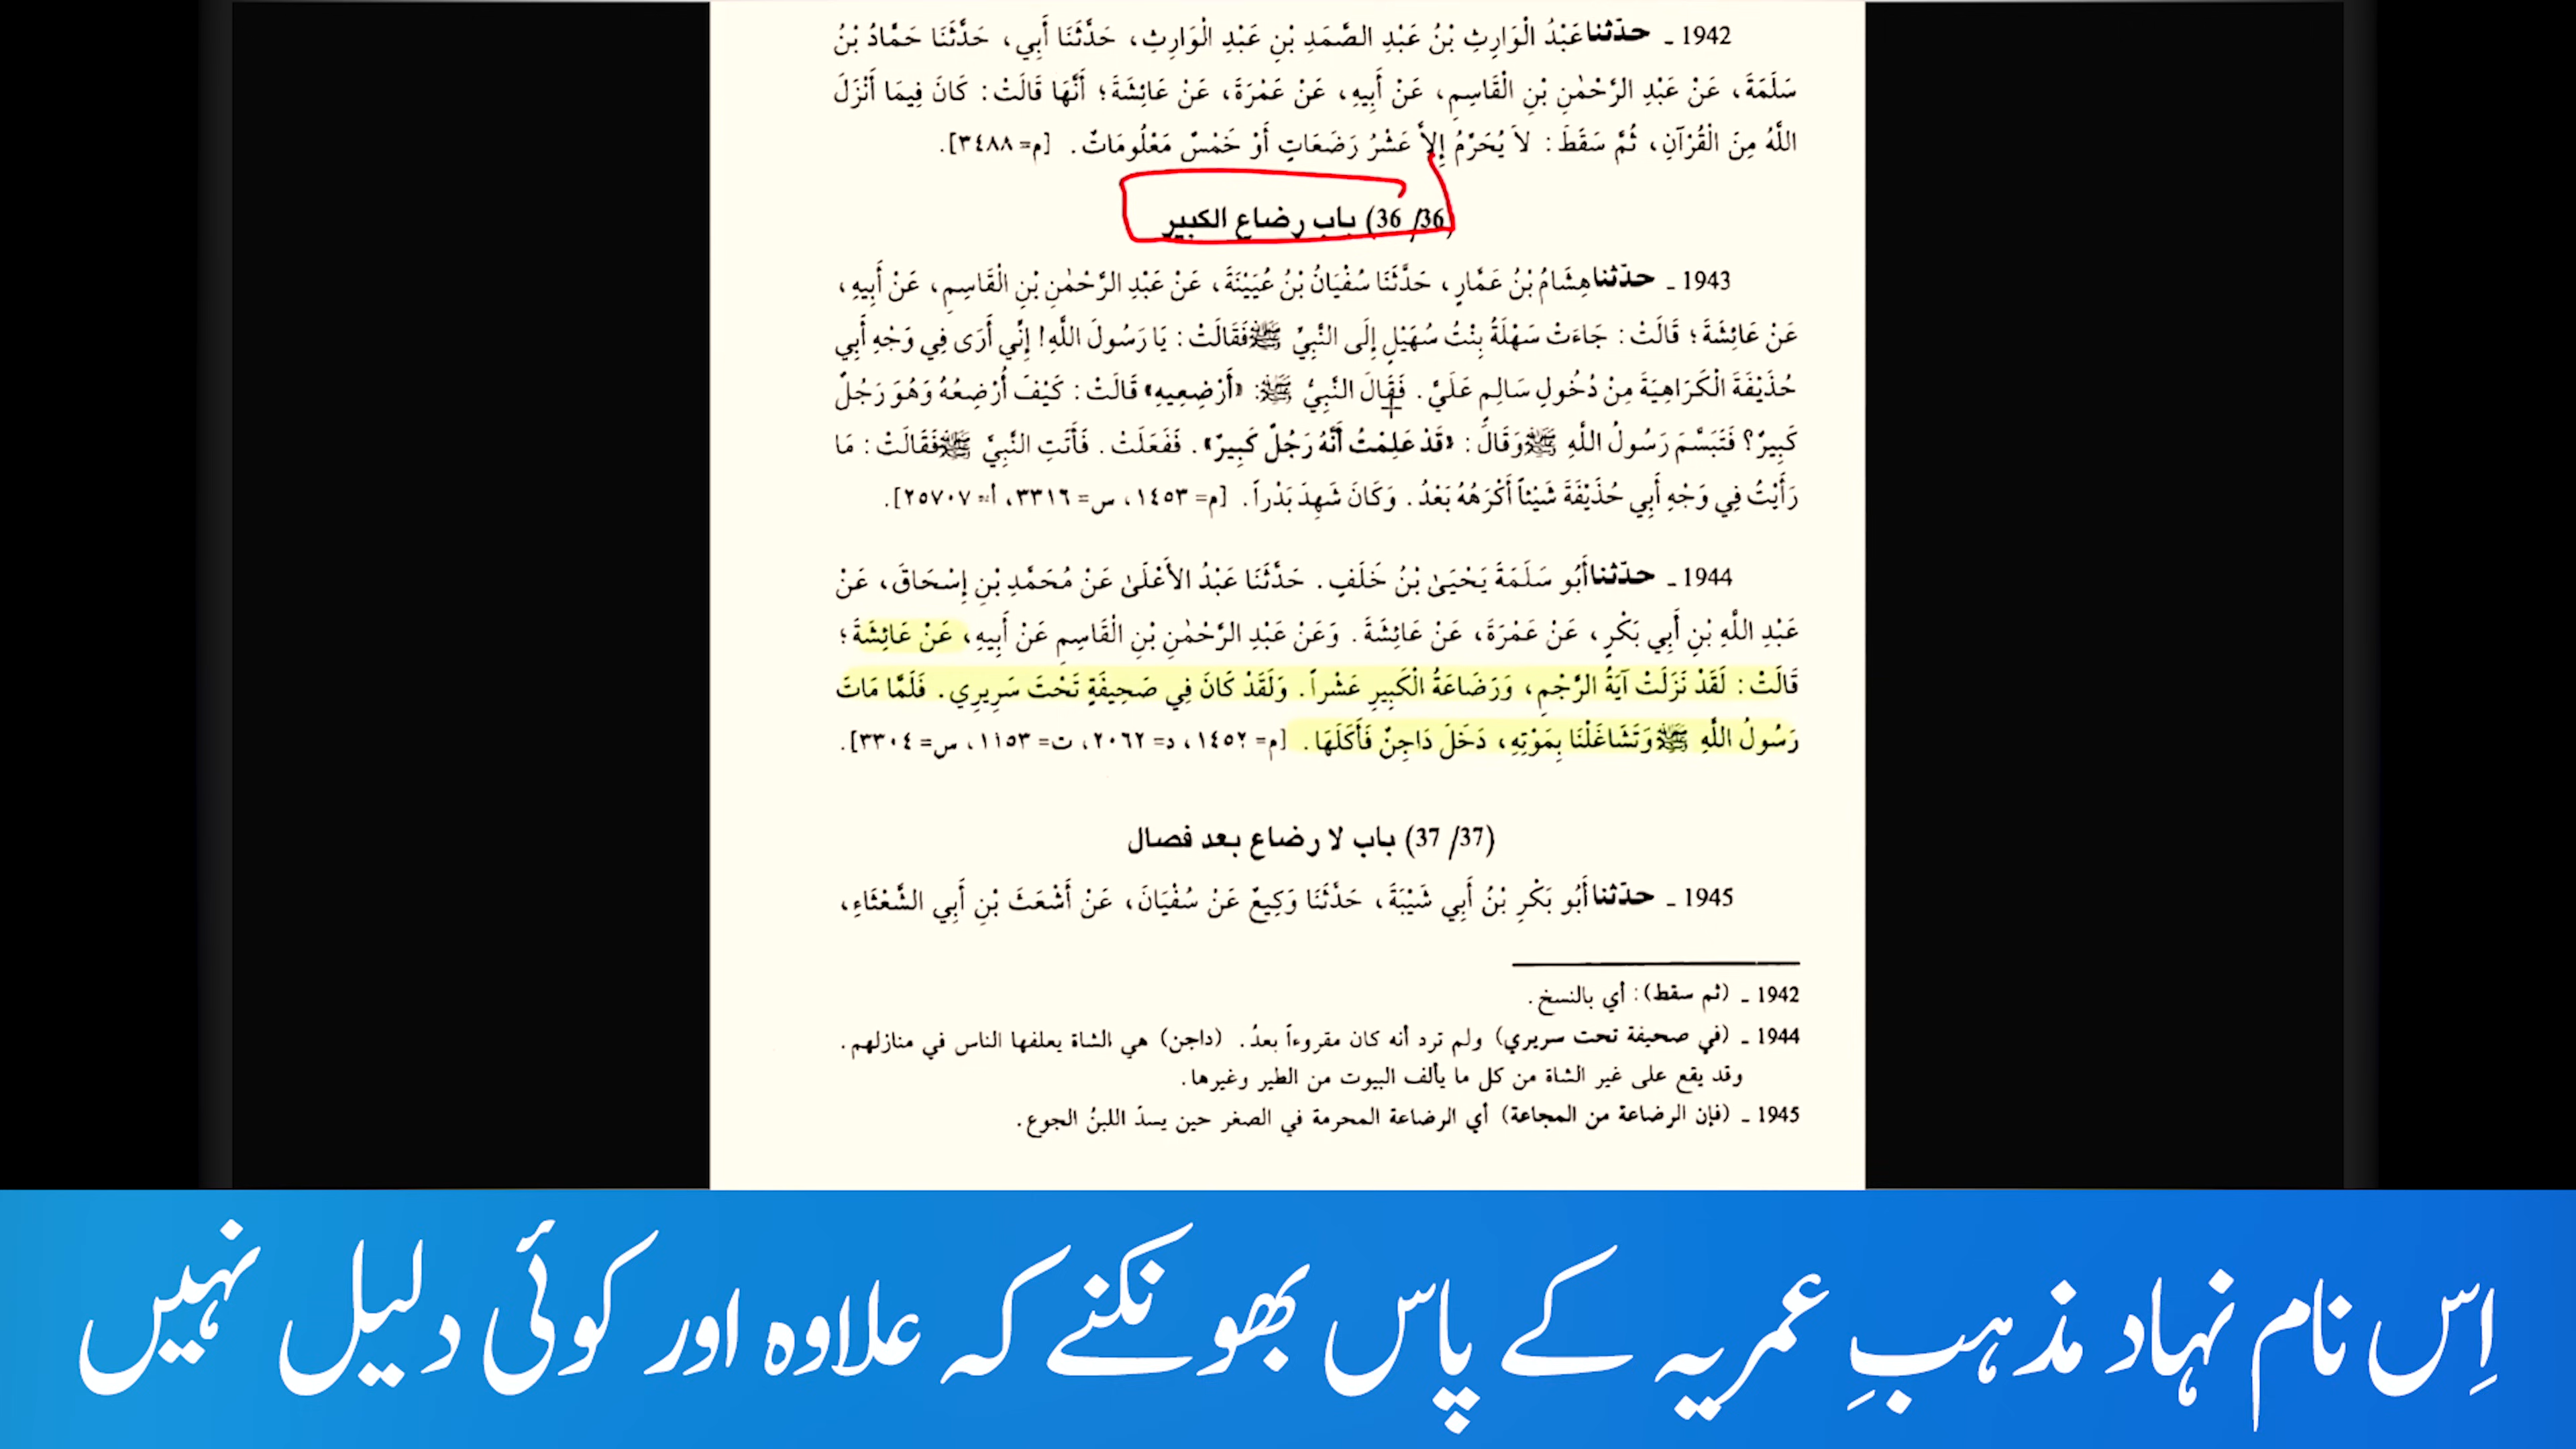 1942 ـ حدّثنا عَبْدُ الْوَارِثِ بْنُ عَبْدِ الصَّمَدِ بْنِ عَبْدِ الْوَارِثِ، حَدَّثَنَا أَبِي، حَدَّثَنَا حَمَّادُ بْنُ
سَلَمَةَ، عَنْ عَبْدِ الرَّحْمٰنِ بْنِ الْقَاسِمِ، عَنْ أَبِيهِ، عَنْ عَمْرَةَ، عَنْ عَائِشَةَ؛ أَنَّهَا قَالَتْ: كَانَ فِيمَا أَنْزَلَ
اللَّهُ مِنَ الْقُرْآنِ، ثُمَّ سَقَطَ: لاَ يُحَرِّمُ إِلاَّ عَشْرُ رَضَعَاتٍ أَوْ خَمْسٌ مَعْلُومَاتٌ. [م= ٣٤٨٨].
(36/ 36) باب رضاع الكبير
1943 ـ حدّثنا هِشَامُ بْنُ عَمَّارٍ، حَدَّثَنَا سُفْيَانُ بْنُ عُيَيْنَةَ، عَنْ عَبْدِ الرَّحْمٰنِ بْنِ الْقَاسِمِ، عَنْ أَبِيهِ،
عَنْ عَائِشَةَ؛ قَالَتْ: جَاءَتْ سَهْلَةُ بِنْتُ سُهَيْلٍ إِلَى النَّبِيِّ ﷺ فَقَالَتْ: يَا رَسُولَ اللَّهِ! إِنِّي أَرَى فِي وَجْهِ أَبِي
حُذَيْفَةَ الْكَرَاهِيَةَ مِنْ دُخُولِ سَالِمٍ عَلَيَّ. فَقَالَ النَّبِيُّ ﷺ: «أَرْضِعِيهِ» قَالَتْ: كَيْفَ أُرْضِعُهُ وَهُوَ رَجُلٌ
كَبِيرٌ؟ فَتَبَسَّمَ رَسُولُ اللَّهِ ﷺ وَقَالَ: «قَدْ عَلِمْتُ أَنَّهُ رَجُلٌ كَبِيرٌ». فَفَعَلَتْ. فَأَتَتِ النَّبِيَّ ﷺ فَقَالَتْ: مَا
رَأَيْتُ فِي وَجْهِ أَبِي حُذَيْفَةَ شَيْئاً أَكْرَهُهُ بَعْدُ. وَكَانَ شَهِدَ بَدْراً. [م= ١٤٥٣، س= ٣٣١٦، أ= ٢٥٧٠٧].
1944 ـ حدّثنا أَبُو سَلَمَةَ يَحْيَىٰ بْنُ خَلَفٍ. حَدَّثَنَا عَبْدُ الأَعْلَىٰ عَنْ مُحَمَّدِ بْنِ إِسْحَاقَ، عَنْ
عَبْدِ اللَّهِ بْنِ أَبِي بَكْرٍ، عَنْ عَمْرَةَ، عَنْ عَائِشَةَ. وَعَنْ عَبْدِ الرَّحْمٰنِ بْنِ الْقَاسِمِ عَنْ أَبِيهِ، عَنْ عَائِشَةَ؛
قَالَتْ: لَقَدْ نَزَلَتْ آيَةُ الرَّجْمِ، وَرَضَاعَةُ الْكَبِيرِ عَشْراً. وَلَقَدْ كَانَ فِي صَحِيفَةٍ تَحْتَ سَرِيرِي. فَلَمَّا مَاتَ
رَسُولُ اللَّهِ ﷺ وَتَشَاغَلْنَا بِمَوْتِهِ، دَخَلَ دَاجِنٌ فَأَكَلَهَا. [م= ١٤٥٢، د= ٢٠٦٢، ت= ١١٥٣، س= ٣٣٠٤].
(37/ 37) باب لا رضاع بعد فصال
1945 ـ حدّثنا أَبُو بَكْرِ بْنُ أَبِي شَيْبَةَ، حَدَّثَنَا وَكِيعٌ عَنْ سُفْيَانَ، عَنْ أَشْعَثَ بْنِ أَبِي الشَّعْثَاءِ،
1942 ـ (ثم سقط): أي بالنسخ.
1944 ـ (في صحيفة تحت سريري) ولم ترد أنه كان مقروءاً بعدُ. (داجن) هي الشاة يعلفها الناس في منازلهم.
وقد يقع على غير الشاة من كل ما يألف البيوت من الطير وغيرها.
1945 ـ (فإن الرضاعة من المجاعة) أي الرضاعة المحرمة في الصغر حين يسدّ اللبنُ الجوع.
اِس نام نہاد مذہبِ عمریہ کے پاس بھونکنے کہ علاوہ اور کوئی دلیل نہیں